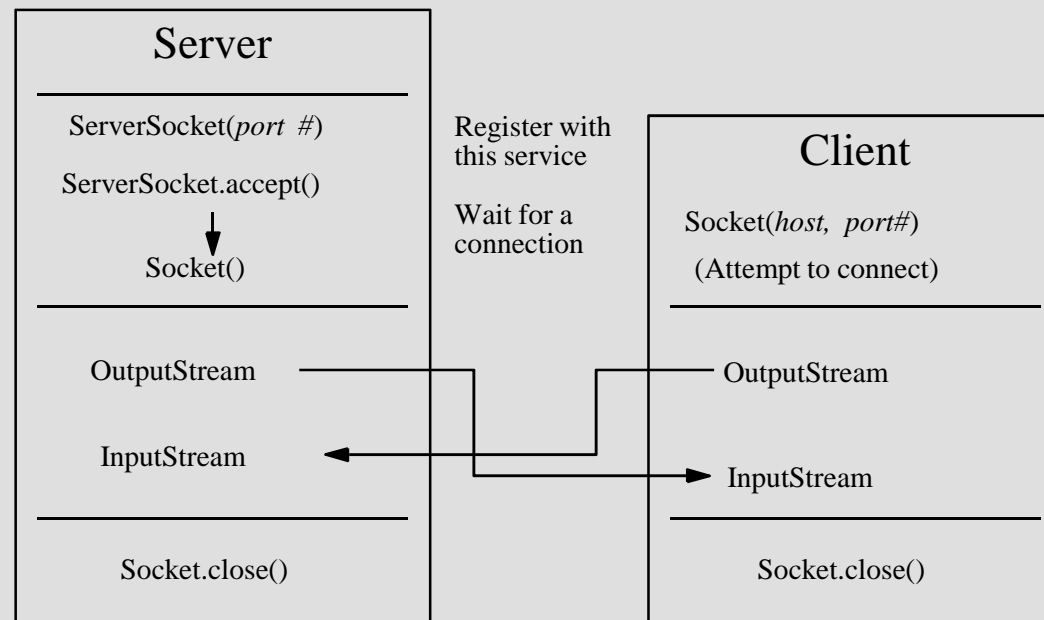 Server
ServerSocket(port #)
ServerSocket.accept()
Socket()
OutputStream
InputStream
Socket.close()
Register with
this service
Wait for a
connection
Client
Socket(host, port#)
(Attempt to connect)
OutputStream
InputStream
Socket.close()